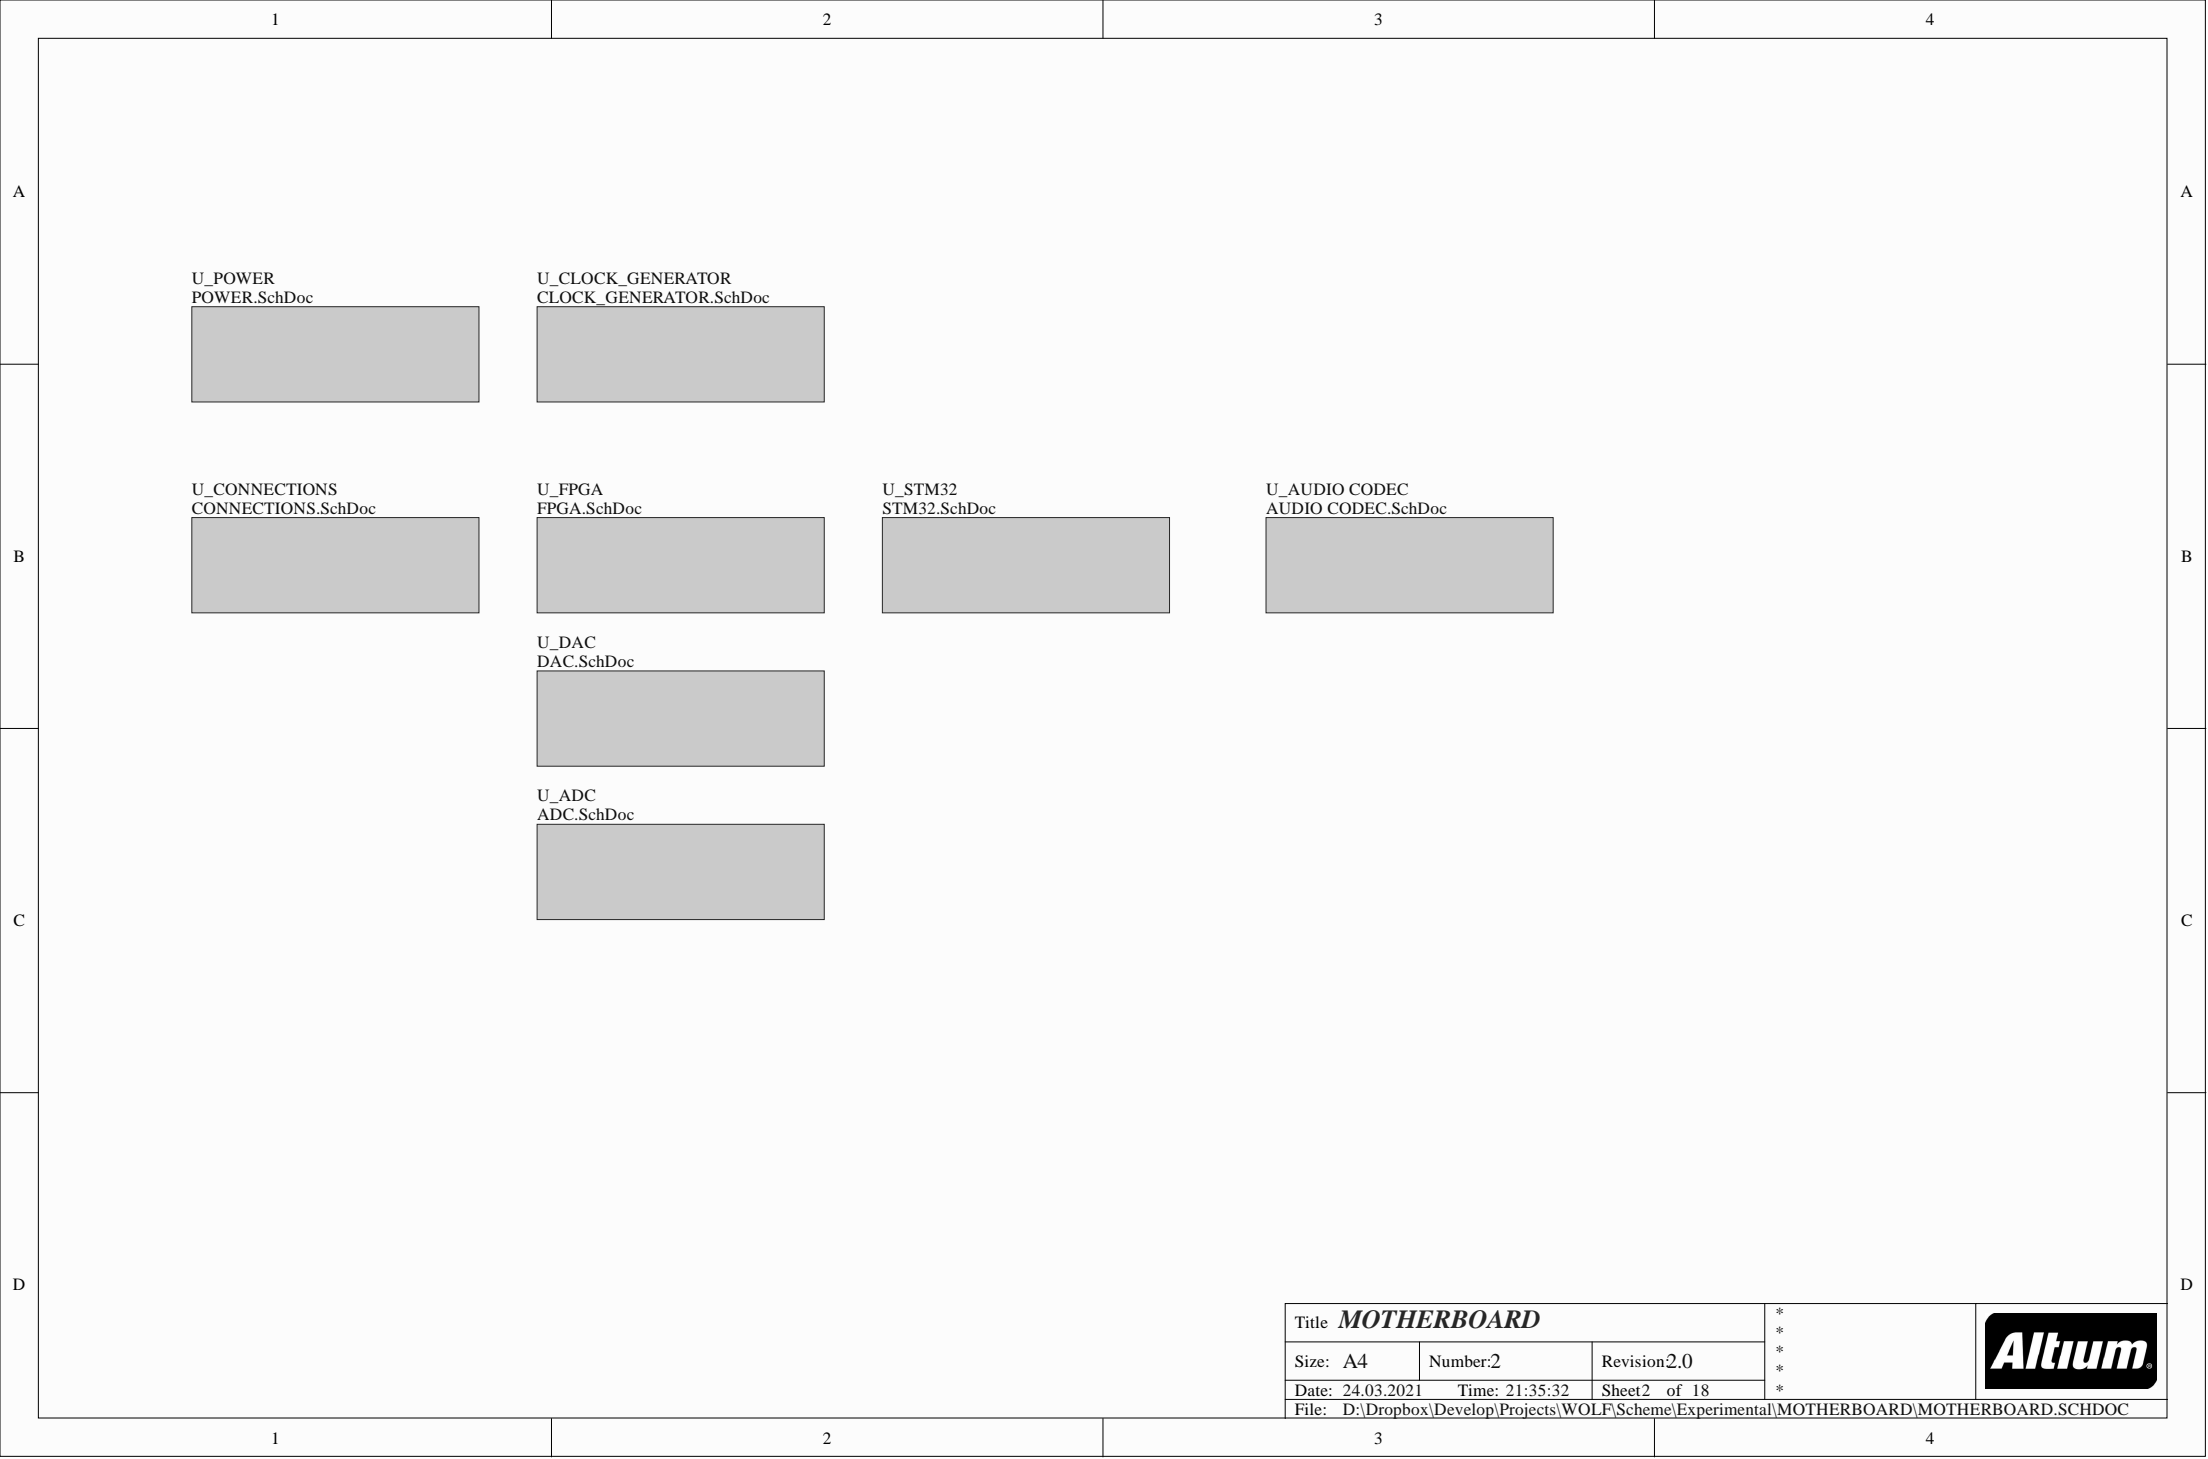 1 2 3 4
A A
U_POWER U_CLOCK_GENERATOR
POWER.SchDoc CLOCK_GENERATOR.SchDoc
U_CONNECTIONS U_FPGA U_STM32 U_AUDIO CODEC
CONNECTIONS.SchDoc FPGA.SchDoc STM32.SchDoc AUDIO CODEC.SchDoc
B B
U_DAC
DAC.SchDoc
U_ADC
ADC.SchDoc
C C
D D
Title MOTHERBOARD *
*
Size: A4 Number:2 Revision:2.0 *
*
Date: 24.03.2021 Time: 21:35:32 Sheet2 of 18 *
Altium®
File: D:\Dropbox\Develop\Projects\WOLF\Scheme\Experimental\MOTHERBOARD\MOTHERBOARD.SCHDOC
1 2 3 4